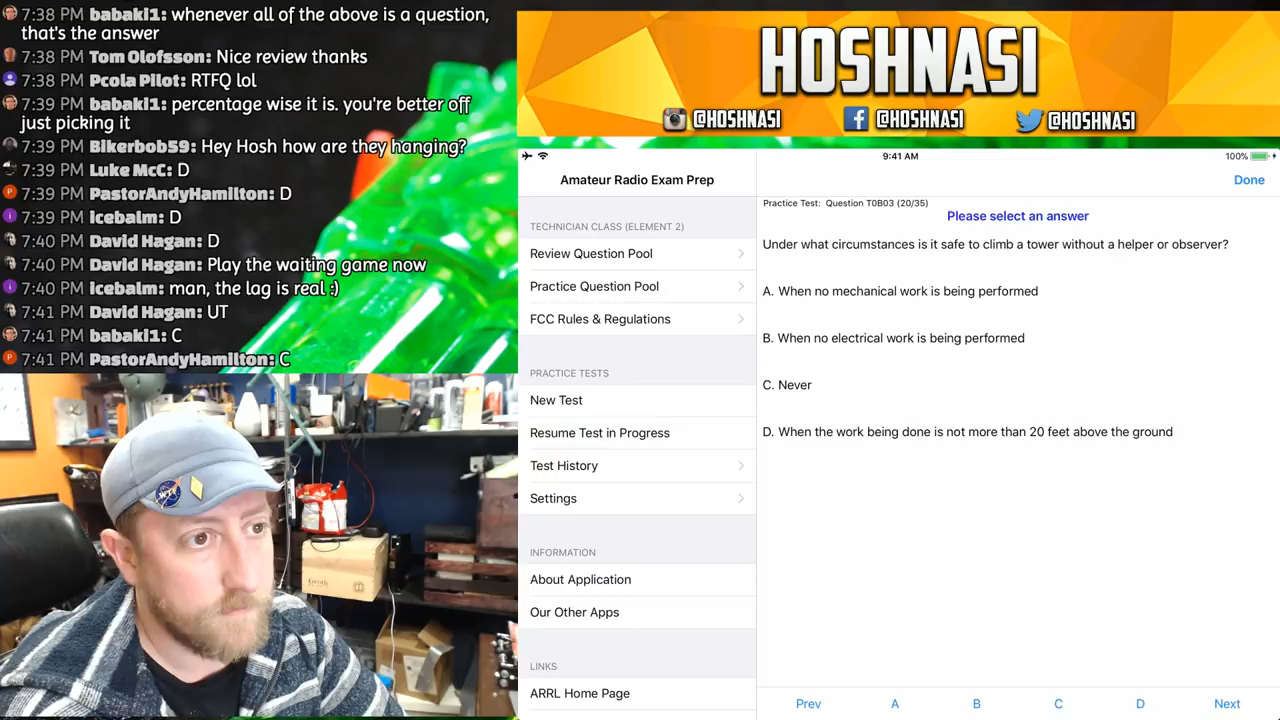 7:38 PM babakl1: whenever all of the above is a question,
that's the answer
7:38 PM Tom Olofsson: Nice review thanks
7:38 PM Pcola Pilot: RTFQ lol
7:39 PM babakl1: percentage wise it is. you're better off
just picking it
7:39 PM Bikerbob59: Hey Hosh how are they hanging?
7:39 PM Luke McC: D
7:39 PM PastorAndyHamilton: D
7:39 PM icebalm: D
7:40 PM David Hagan: D
7:40 PM David Hagan: Play the waiting game now
7:40 PM icebalm: man, the lag is real :)
7:41 PM David Hagan: UT
7:41 PM babakl1: C
7:41 PM PastorAndyHamilton: C
HOSHNASI
@HOSHNASI
@HOSHNASI
@HOSHNASI
9:41 AM
100%
Amateur Radio Exam Prep
Done
TECHNICIAN CLASS (ELEMENT 2)
Review Question Pool
Practice Question Pool
FCC Rules & Regulations
PRACTICE TESTS
New Test
Resume Test in Progress
Test History
Settings
INFORMATION
About Application
Our Other Apps
LINKS
ARRL Home Page
Practice Test: Question T0B03 (20/35)
Please select an answer
Under what circumstances is it safe to climb a tower without a helper or observer?
A. When no mechanical work is being performed
B. When no electrical work is being performed
C. Never
D. When the work being done is not more than 20 feet above the ground
Prev
A
B
C
D
Next